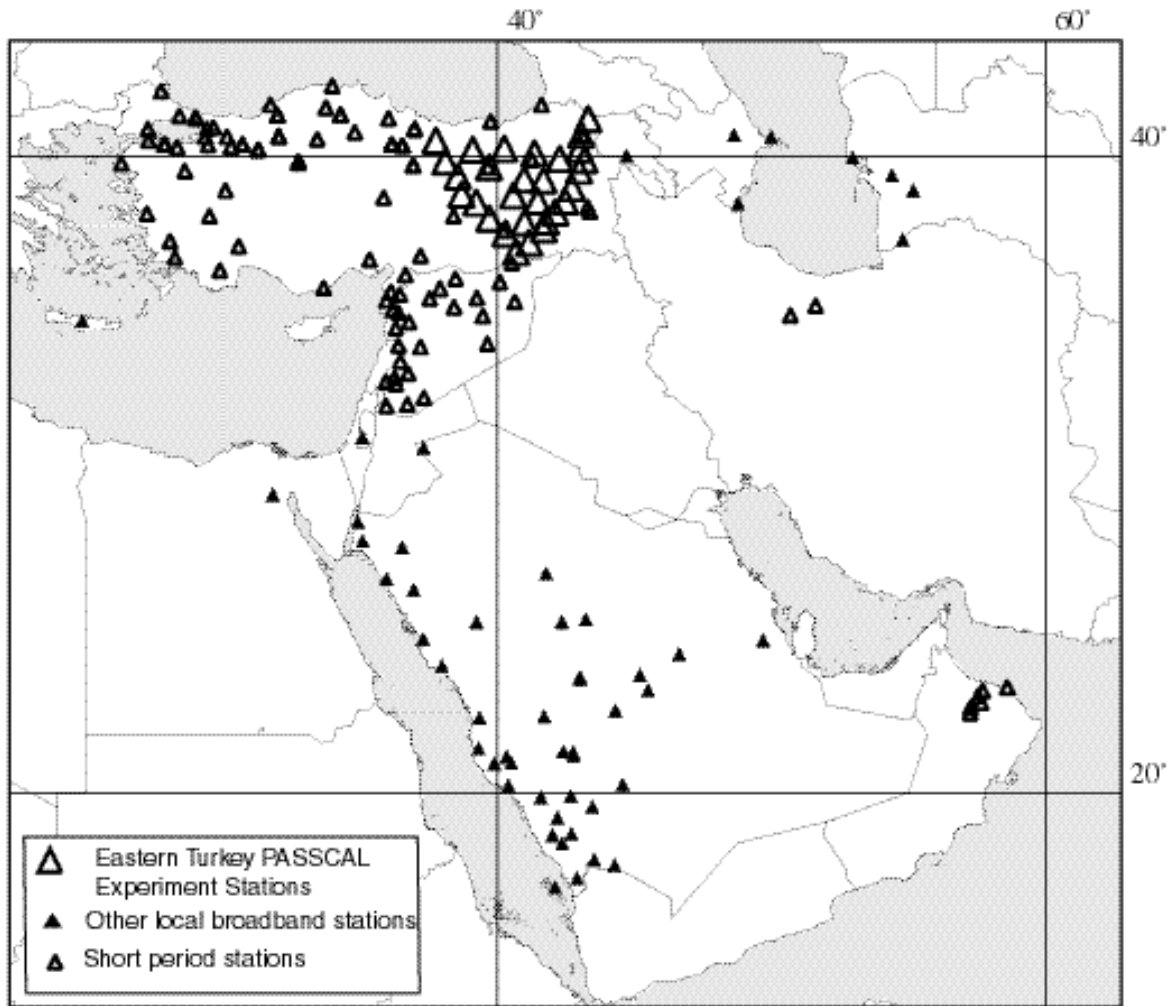 40°
60°
40°
20°
Eastern Turkey PASSCAL
Experiment Stations
Other local broadband stations
Short period stations